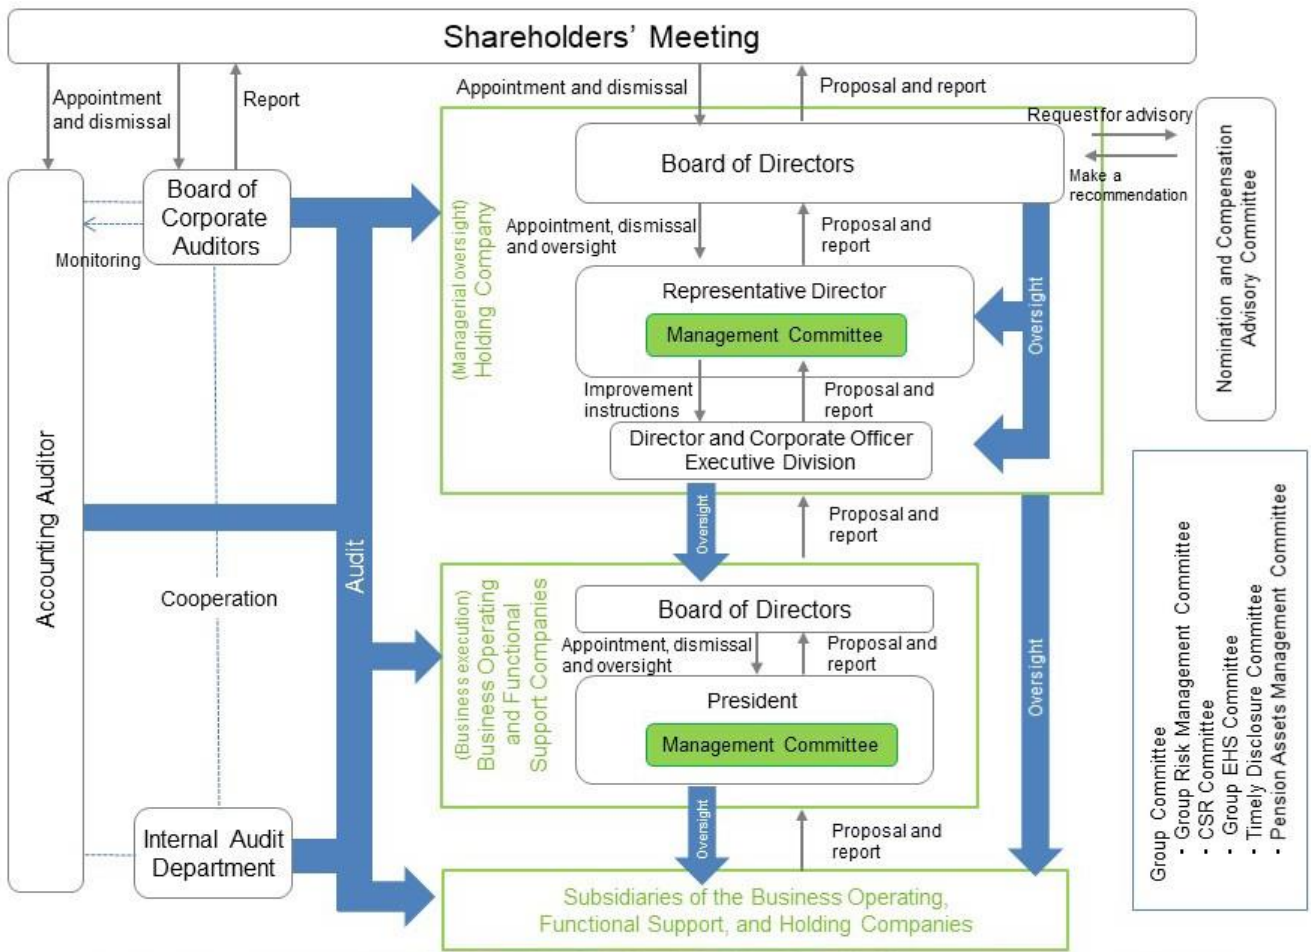 Shareholders' Meeting
Appointment
and dismissal
Report
Appointment and dismissal
Proposal and report
Request for advisory
Make a
recommendation
Board of Directors
Board of
Corporate
Auditors
Monitoring
Nomination and Compensation
Advisory Committee
(Managerial oversight)
Holding Company
Appointment, dismissal
and oversight
Proposal and
report
Representative Director
Management Committee
Oversight
Improvement
instructions
Proposal and
report
Director and Corporate Officer
Executive Division
Accounting Auditor
Audit
Cooperation
Oversight
Proposal and
report
(Business execution)
Business Operating
and Functional
Support Companies
Board of Directors
Appointment, dismissal
and oversight
Proposal and
report
President
Management Committee
Oversight
Group Committee
- Group Risk Management Committee
- CSR Committee
- Group EHS Committee
- Timely Disclosure Committee
- Pension Assets Management Committee
Internal Audit
Department
Oversight
Proposal and
report
Subsidiaries of the Business Operating,
Functional Support, and Holding Companies